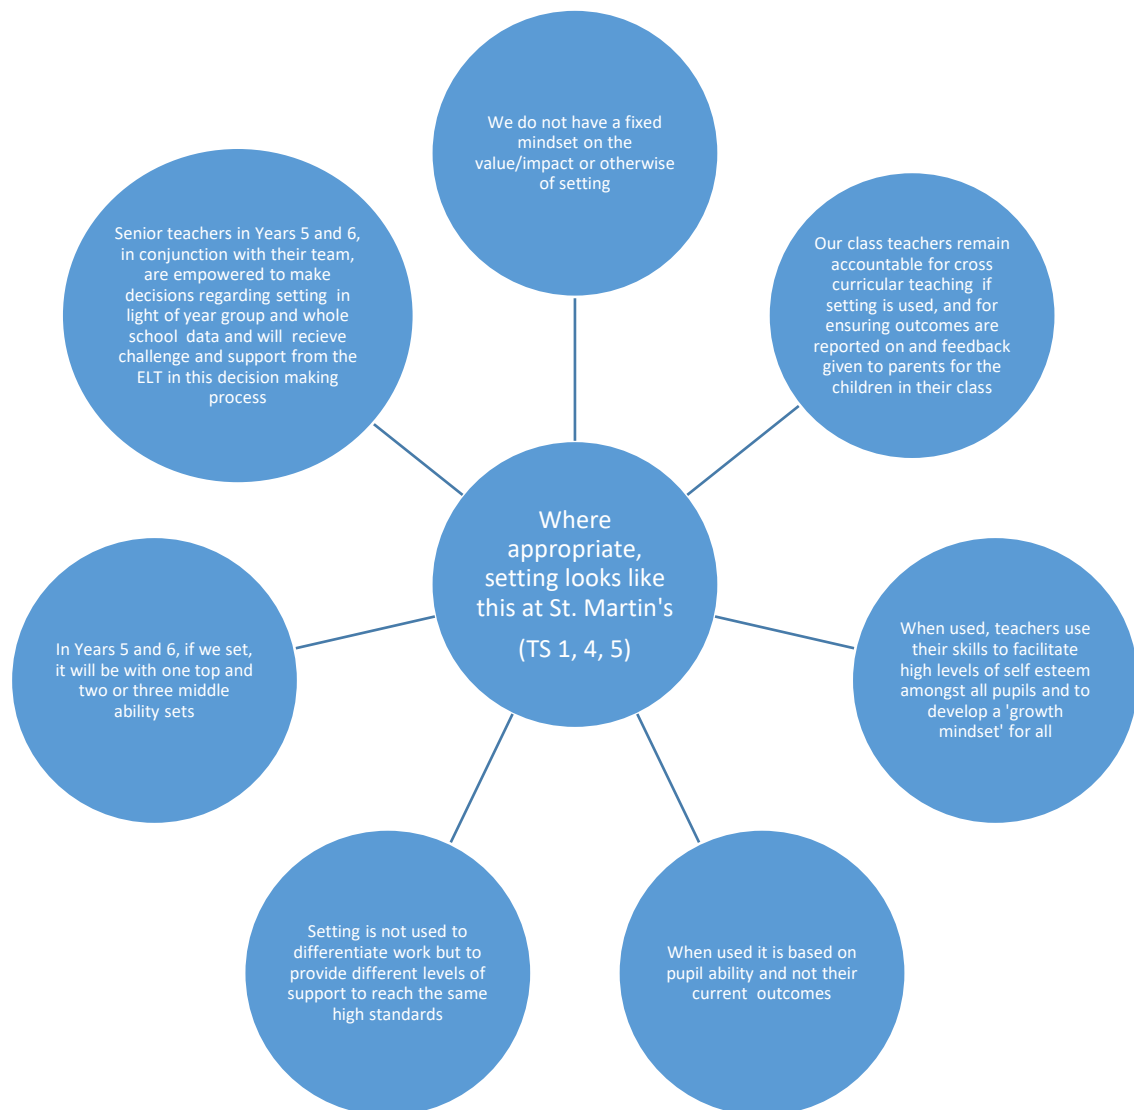 We do not have a fixed
mindset on the
value/impact or otherwise
of setting
Our class teachers remain
accountable for cross
curricular teaching if
setting is used, and for
ensuring outcomes are
reported on and feedback
given to parents for the
children in their class
When used, teachers use
their skills to facilitate
high levels of self esteem
amongst all pupils and to
develop a 'growth
mindset' for all
When used it is based on
pupil ability and not their
current outcomes
Setting is not used to
differentiate work but to
provide different levels of
support to reach the same
high standards
In Years 5 and 6, if we set,
it will be with one top and
two or three middle
ability sets
Senior teachers in Years 5 and 6,
in conjunction with their team,
are empowered to make
decisions regarding setting in
light of year group and whole
school data and will recieve
challenge and support from the
ELT in this decision making
process
Where
appropriate,
setting looks like
this at St. Martin's
(TS 1, 4, 5)